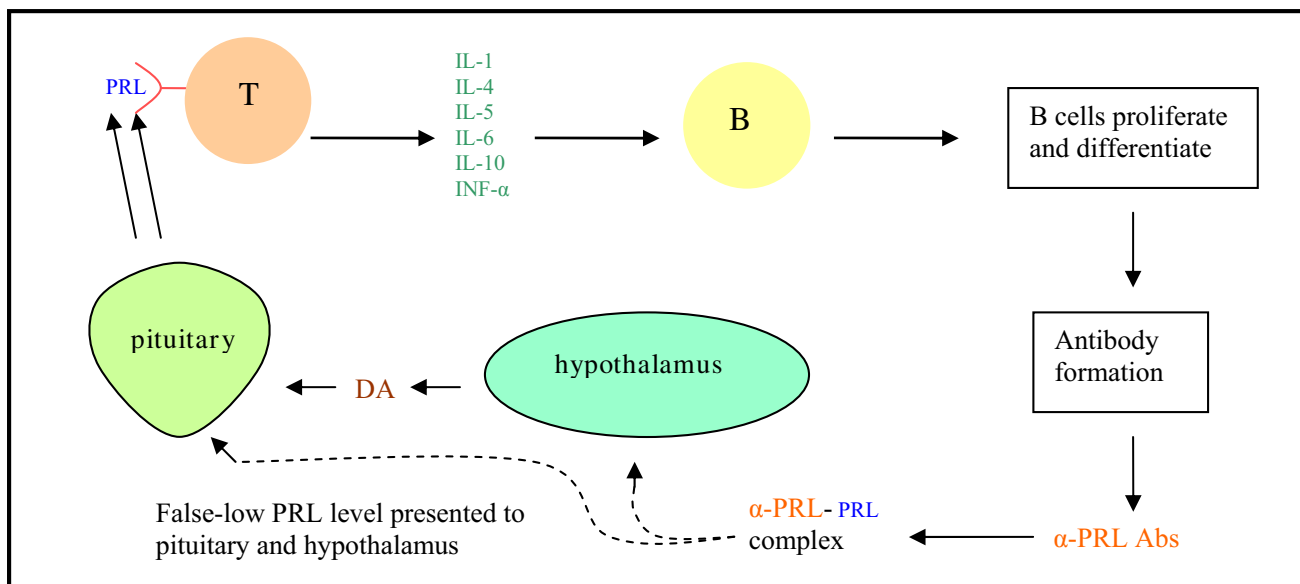 PRL
T
IL-1
IL-4
IL-5
IL-6
IL-10
INF-α
B
B cells proliferate
and differentiate
pituitary
DA
hypothalamus
Antibody
formation
False-low PRL level presented to
pituitary and hypothalamus
α-PRL- PRL
complex
α-PRL Abs